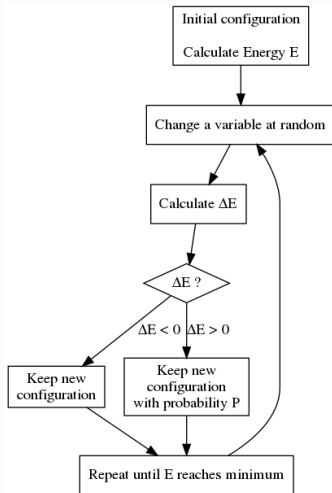 Initial configuration
Calculate Energy E
Change a variable at random
Calculate ΔE
ΔE ?
ΔE < 0
ΔE > 0
Keep new
configuration
Keep new
configuration
with probability P
Repeat until E reaches minimum